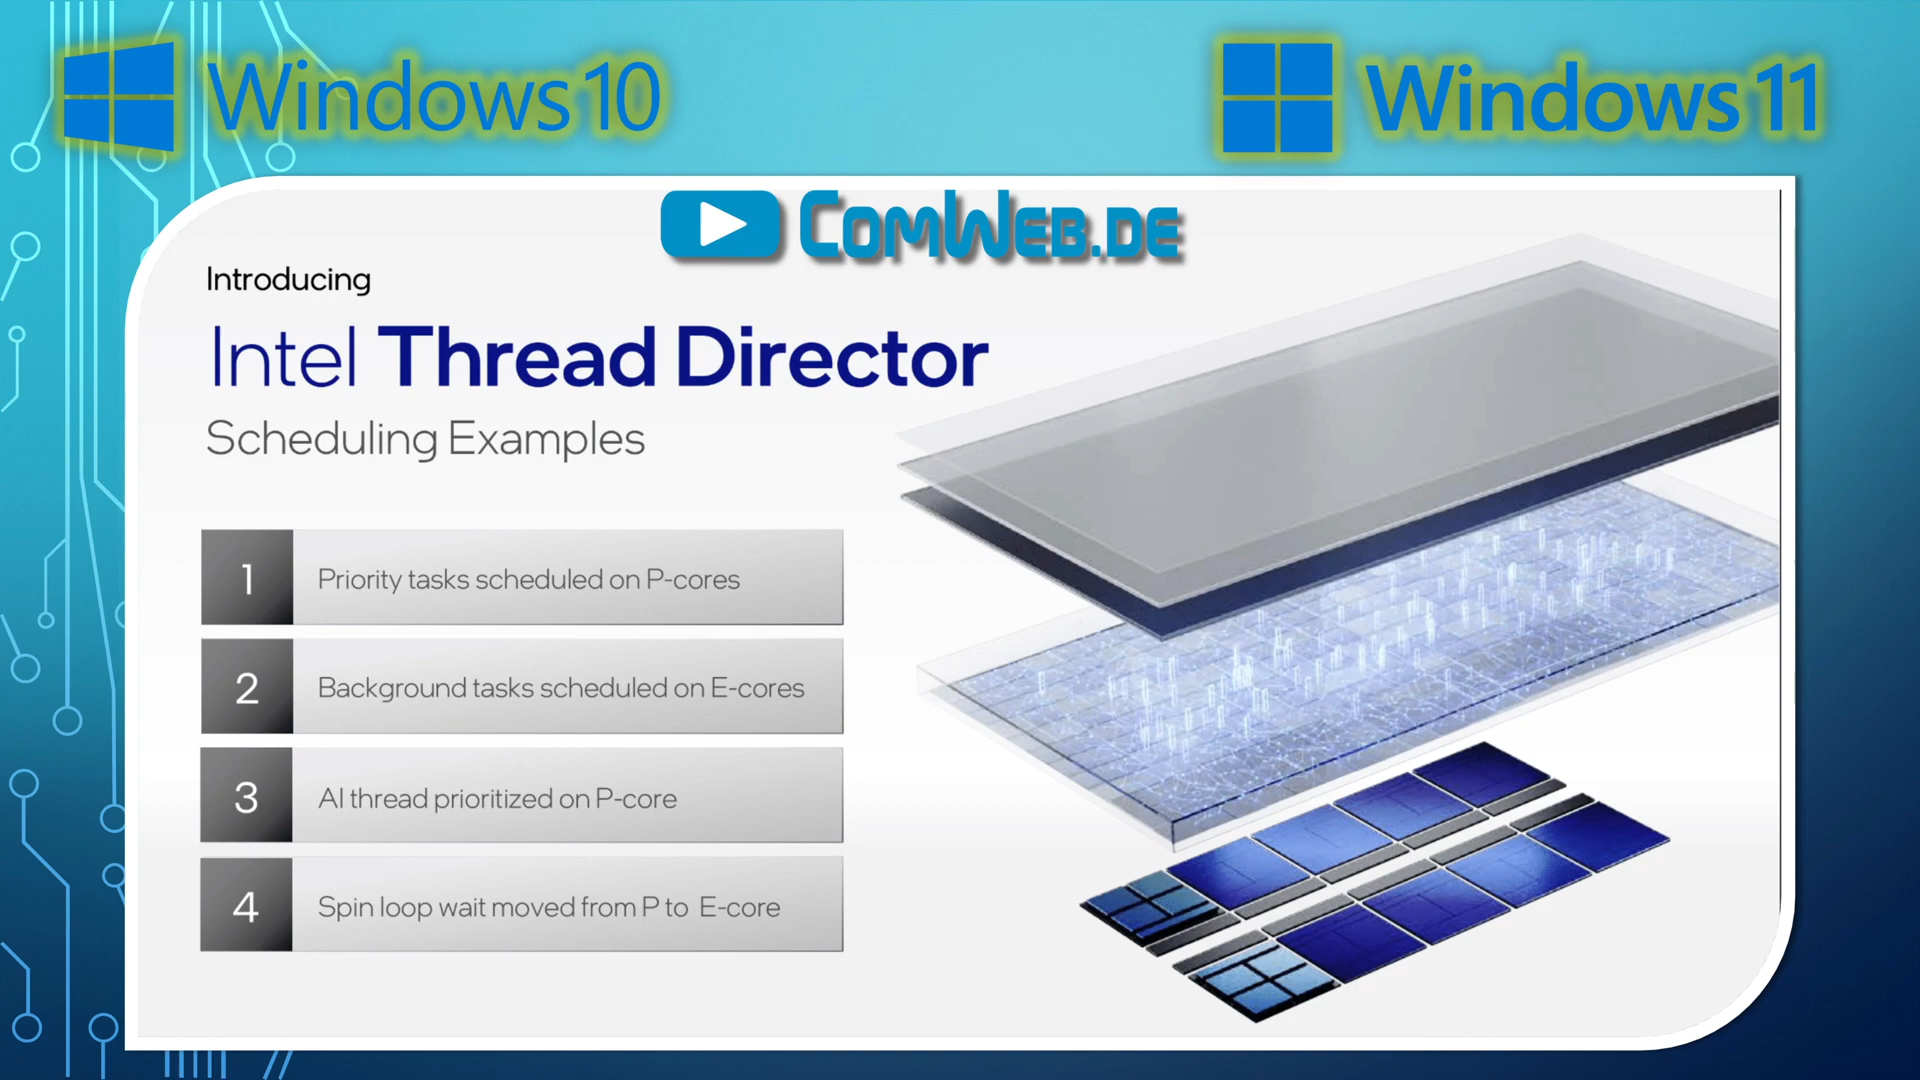 Windows 10
Windows 11
ComWeb.de
Introducing
Intel Thread Director
Scheduling Examples
1 Priority tasks scheduled on P-cores
2 Background tasks scheduled on E-cores
3 AI thread prioritized on P-core
4 Spin loop wait moved from P to E-core